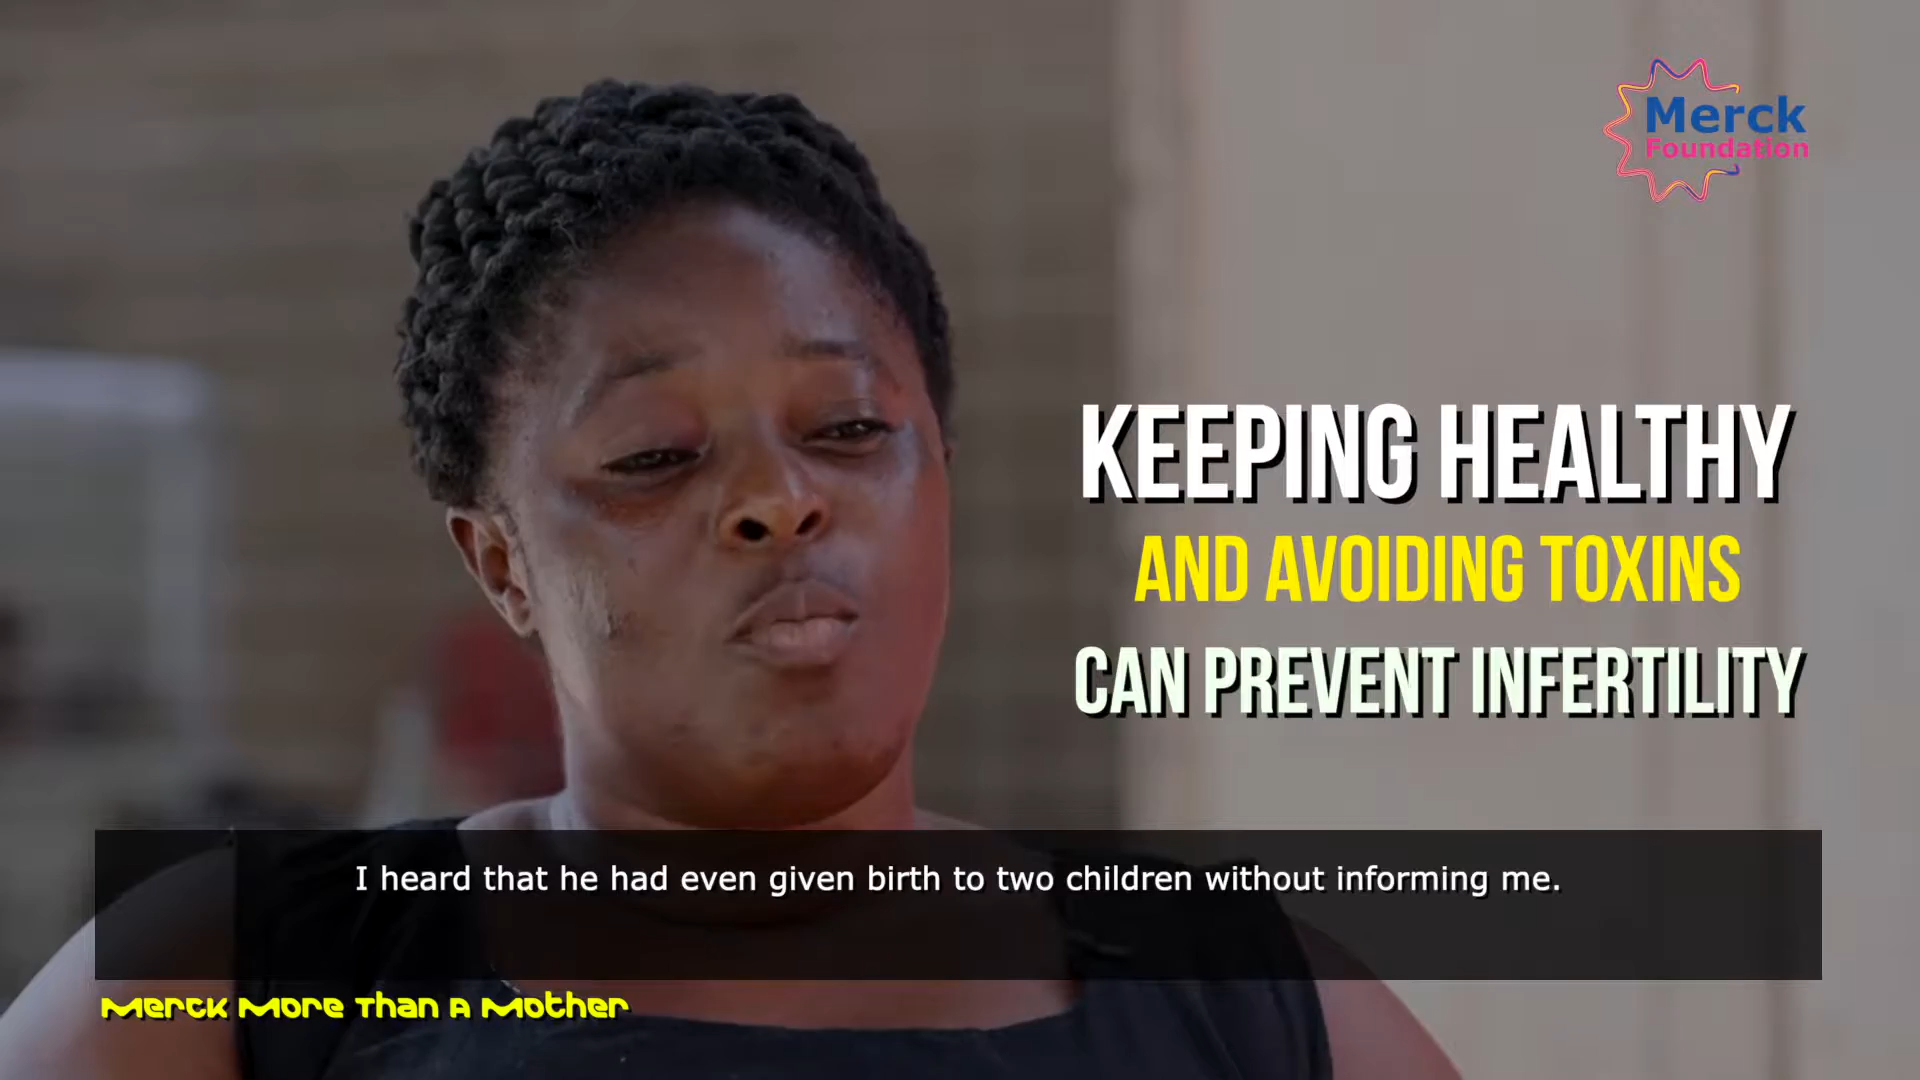 Merck
Foundation
KEEPING HEALTHY
AND AVOIDING TOXINS
CAN PREVENT INFERTILITY
I heard that he had even given birth to two children without informing me.
Merck More Than A Mother